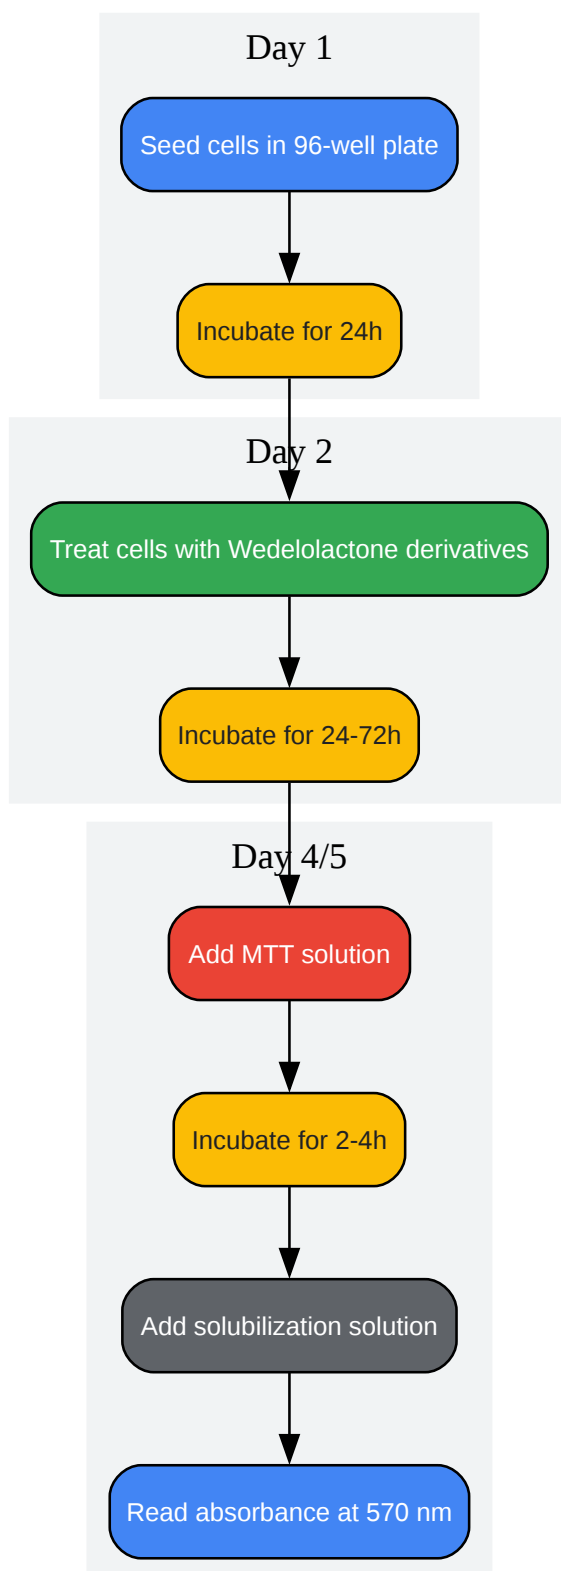 Day 1
Seed cells in 96-well plate
Incubate for 24h
Day 2
Treat cells with Wedelolactone derivatives
Incubate for 24-72h
Day 4/5
Add MTT solution
Incubate for 2-4h
Add solubilization solution
Read absorbance at 570 nm